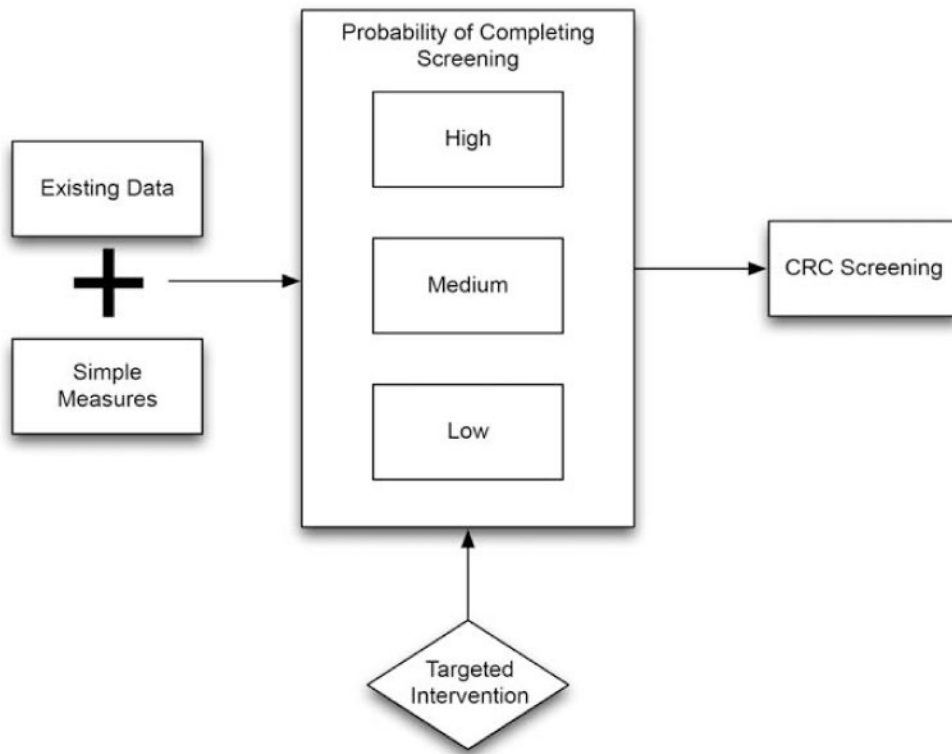 Probability of Completing
Screening
High
Existing Data
Medium
CRC Screening
Simple
Measures
Low
Targeted
Intervention